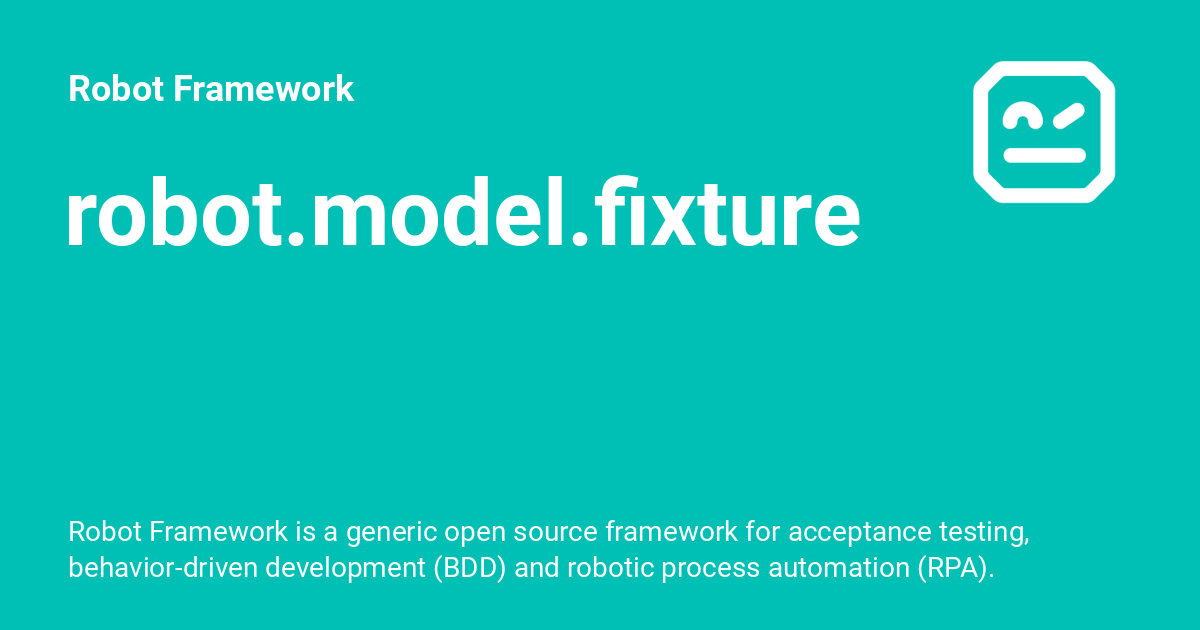 Robot Framework
robot.model.fixture
Robot Framework is a generic open source framework for acceptance testing,
behavior-driven development (BDD) and robotic process automation (RPA).